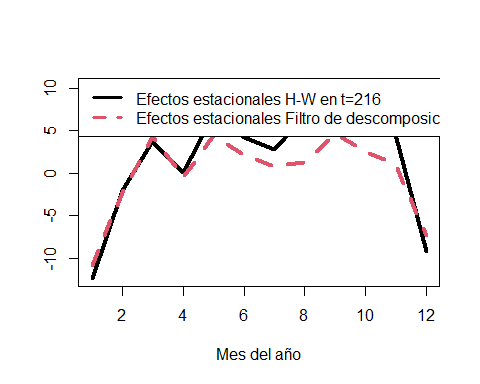 Efectos estacionales H-W en t=216
Efectos estacionales Filtro de descomposic
10
5
0
-5
-10
2 4 6 8 10 12
Mes del año